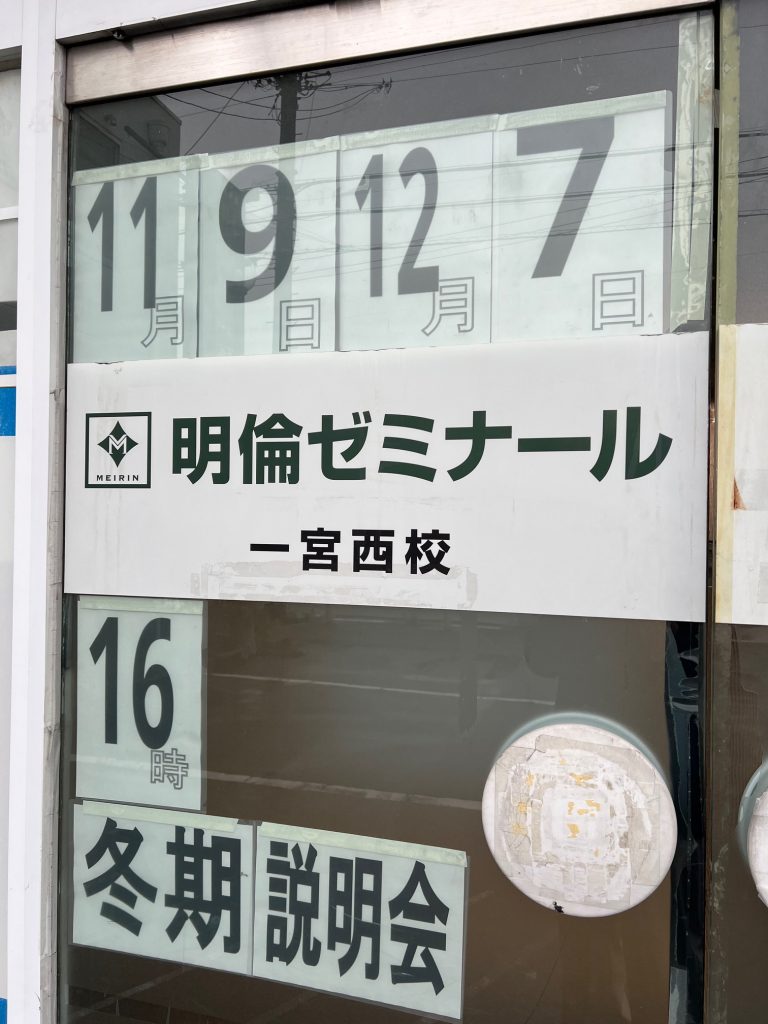 11月 9日 12月 7日
明倫ゼミナール
M
MEIRIN
一宮西校
16時
冬期 説明会